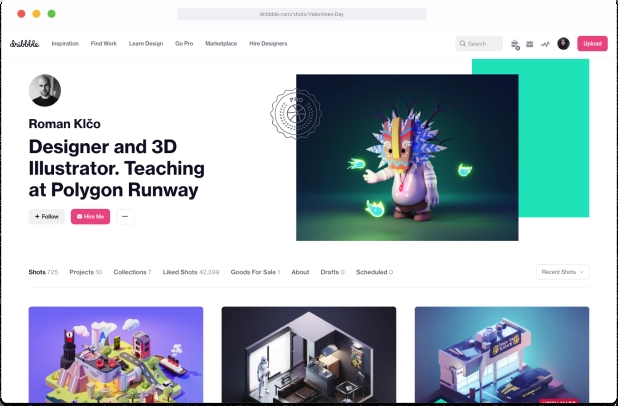 dribbble.com/shots/Valentines-Day
dribbble Inspiration Find Work Learn Design Go Pro Marketplace Hire Designers Search Upload
PRO
Roman Klčo
Designer and 3D
Illustrator. Teaching
at Polygon Runway
+ Follow Hire Me
Shots 725 Projects 10 Collections 7 Liked Shots 42,399 Goods For Sale 1 About Drafts 0 Scheduled 0 Recent Shots